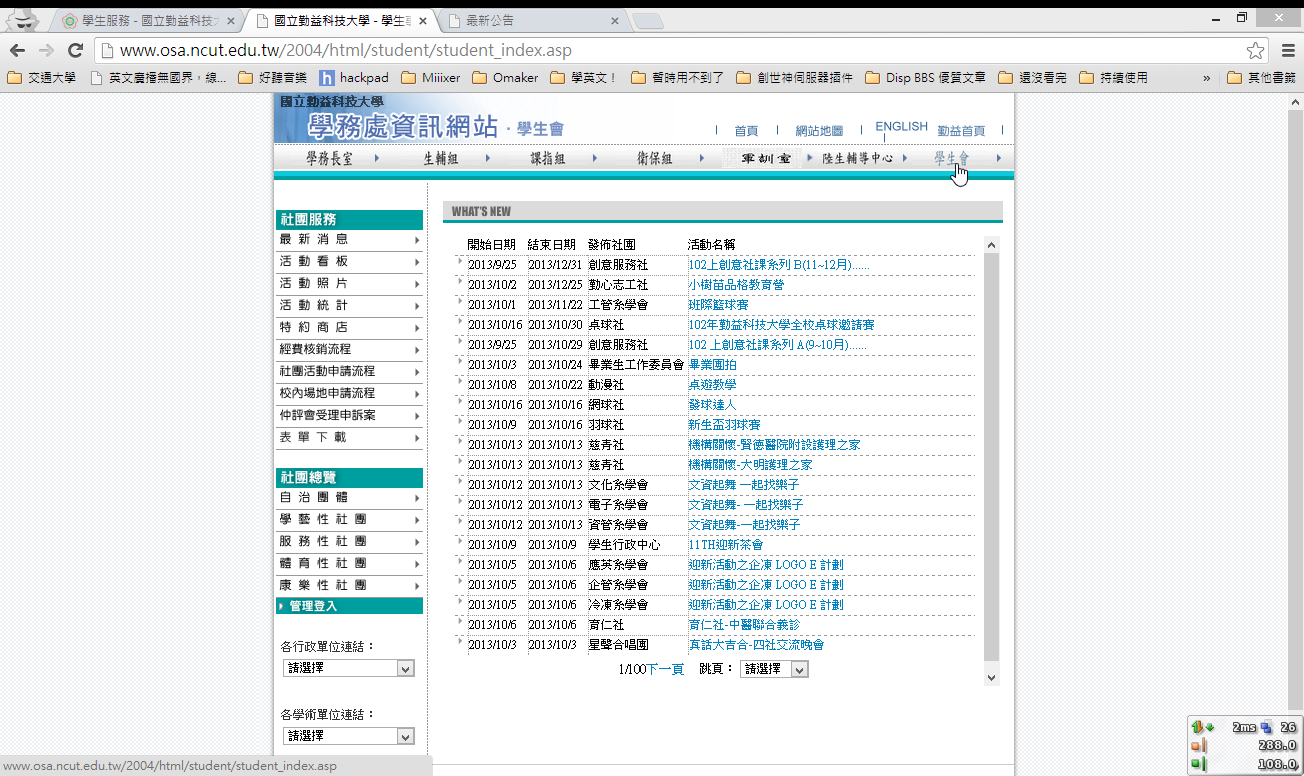 學生服務 - 國立勤益科技
國立勤益科技大學 - 學生
最新公告
www.osa.ncut.edu.tw/2004/html/student/student_index.asp
交通大學 英文廣播無國界，線... 好聽音樂 hackpad Miiixer Omaker 學英文！ 暫時用不到了 創世神伺服器插件 Disp BBS 優質文章 還沒看完 持續使用 » 其他書籤
國立勤益科技大學
學務處資訊網站 · 學生會
首頁 網站地圖 ENGLISH 勤益首頁
學務長室 生輔組 課指組 衛保組 軍訓室 陸生輔導中心 學生會
社團服務
最新消息
活動看板
活動照片
活動統計
特約商店
經費核銷流程
社團活動申請流程
校內場地申請流程
仲評會受理申訴案
表單下載
社團總覽
自治團體
學藝性社團
服務性社團
體育性社團
康樂性社團
管理登入
各行政單位連結：
請選擇
各學術單位連結：
請選擇
WHAT'S NEW
開始日期 結束日期 發佈社團 活動名稱
2013/9/25 2013/12/31 創意服務社 102上創意社課系列 B(11~12月)......
2013/10/2 2013/12/25 勤心志工社 小樹苗品格教育營
2013/10/1 2013/11/22 工管系學會 班際籃球賽
2013/10/16 2013/10/30 桌球社 102年勤益科技大學全校桌球邀請賽
2013/9/25 2013/10/29 創意服務社 102 上創意社課系列 A(9~10月)......
2013/10/3 2013/10/24 畢業生工作委員會 畢業團拍
2013/10/8 2013/10/22 動漫社 桌遊教學
2013/10/16 2013/10/16 網球社 發球達人
2013/10/9 2013/10/16 羽球社 新生盃羽球賽
2013/10/13 2013/10/13 慈青社 機構關懷-賢德醫院附設護理之家
2013/10/13 2013/10/13 慈青社 機構關懷-大明護理之家
2013/10/12 2013/10/13 文化系學會 文資起舞 一起找樂子
2013/10/12 2013/10/13 電子系學會 文資起舞- 一起找樂子
2013/10/12 2013/10/13 資管系學會 文資起舞-一起找樂子
2013/10/9 2013/10/9 學生行政中心 11TH迎新茶會
2013/10/5 2013/10/6 應英系學會 迎新活動之企凍 LOGO E 計劃
2013/10/5 2013/10/6 企管系學會 迎新活動之企凍 LOGO E 計劃
2013/10/5 2013/10/6 冷凍系學會 迎新活動之企凍 LOGO E 計劃
2013/10/6 2013/10/6 育仁社 育仁社-中醫聯合義診
2013/10/3 2013/10/3 星聲合唱團 真話大吉合-四社交流晚會
1/100下一頁 跳頁： 請選擇
www.osa.ncut.edu.tw/2004/html/student/student_index.asp
2ms 26
288.0
108.0